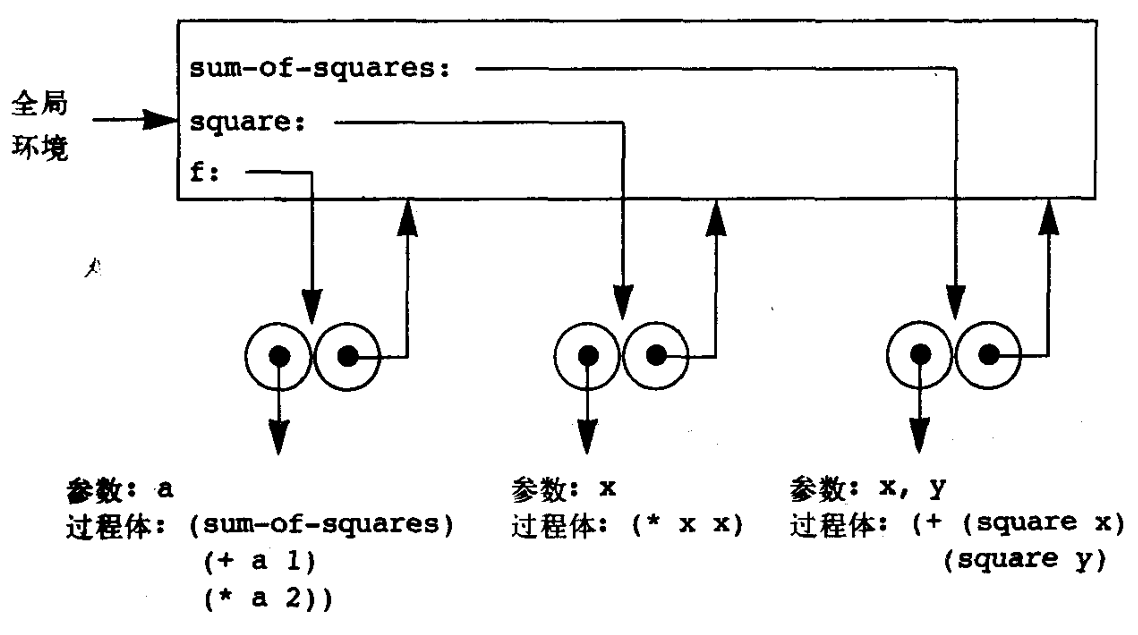 sum-of-squares:
全局
环境
square:
f:
参数: a
过程体: (sum-of-squares)
(+ a 1)
(* a 2))
参数: x
过程体: (* x x)
参数: x, y
过程体: (+ (square x)
(square y)